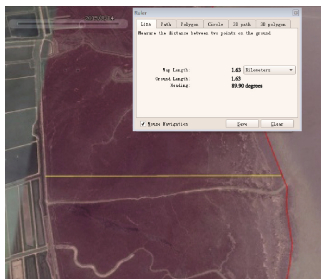 Ruler
Line Path Polygon Circle 3D path 3D polygon
Measure the distance between two points on the ground
Map Length: 1.63 Kilometers
Ground Length: 1.63
Heading: 89.90 degrees
Mouse Navigation Save Clear